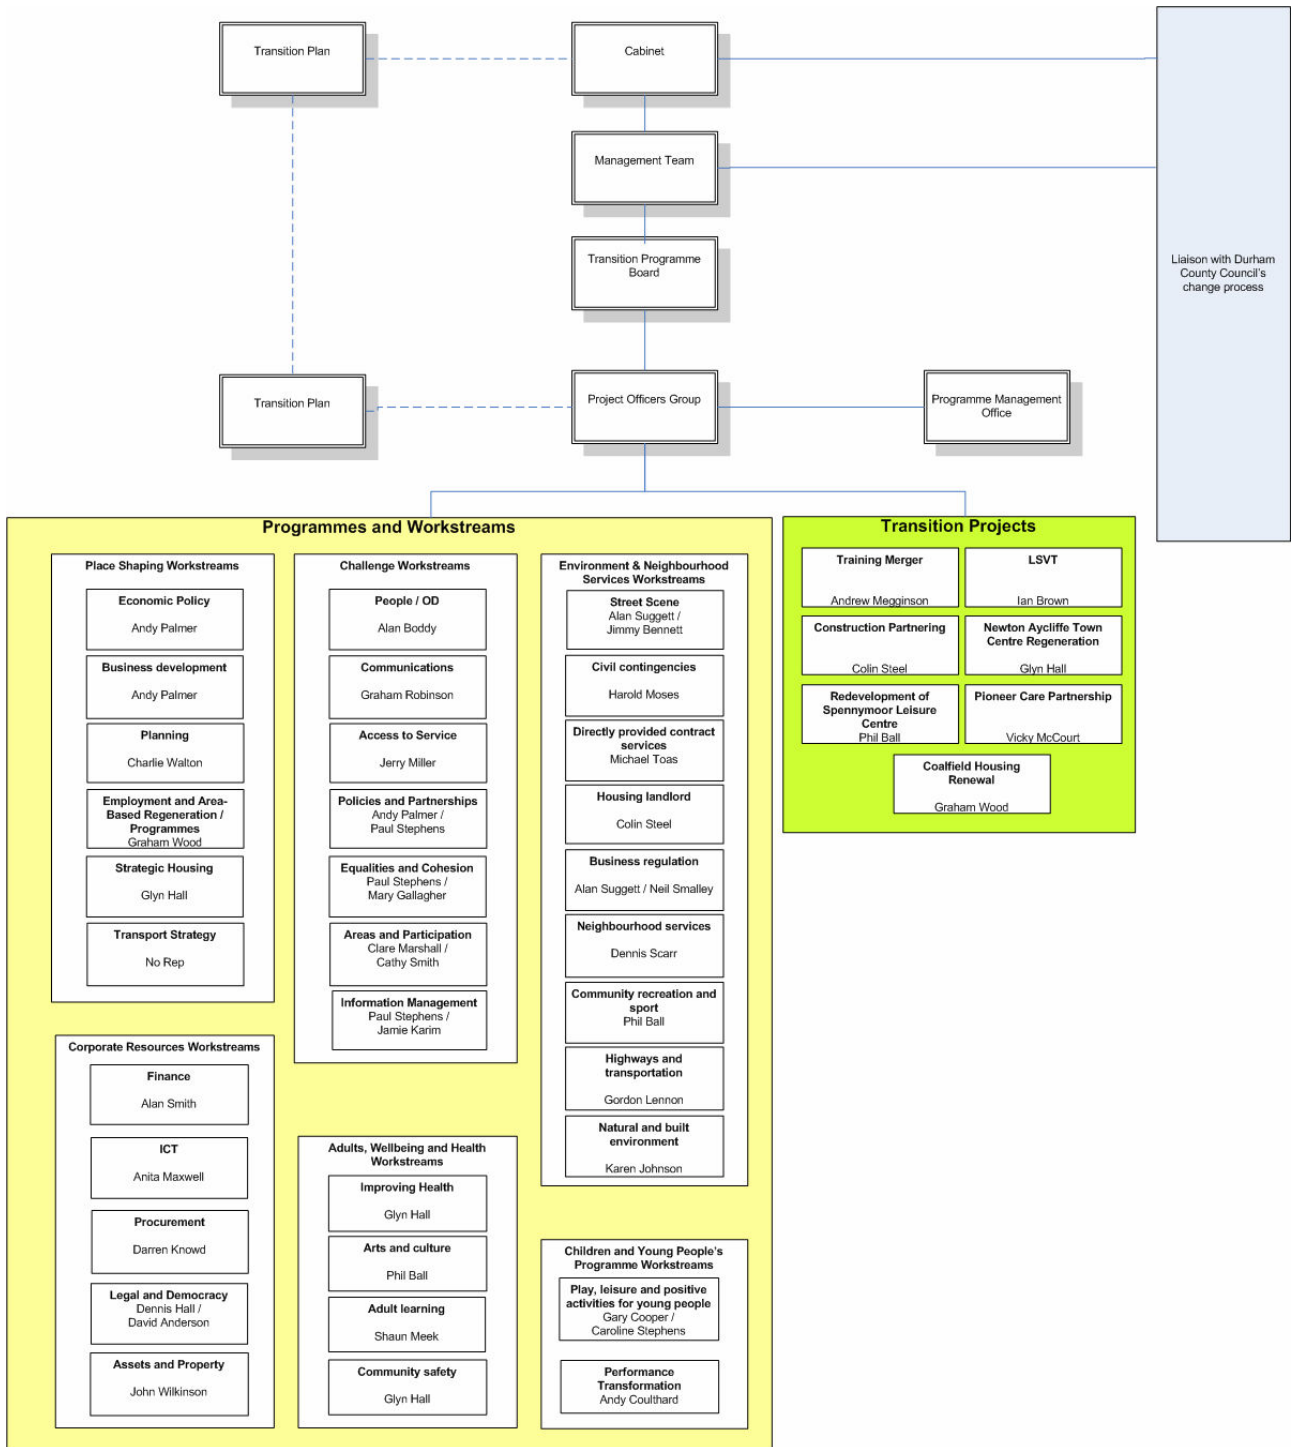 Transition Plan
Cabinet
Management Team
Transition Programme
Board
Liaison with Durham
County Council's
change process
Transition Plan
Project Officers Group
Programme Management
Office
Programmes and Workstreams
Place Shaping Workstreams
Economic Policy
Andy Palmer
Business development
Andy Palmer
Planning
Charlie Walton
Employment and Area-
Based Regeneration /
Programmes
Graham Wood
Strategic Housing
Glyn Hall
Transport Strategy
No Rep
Challenge Workstreams
People / OD
Alan Boddy
Communications
Graham Robinson
Access to Service
Jerry Miller
Policies and Partnerships
Andy Palmer /
Paul Stephens
Equalities and Cohesion
Paul Stephens /
Mary Gallagher
Areas and Participation
Clare Marshall /
Cathy Smith
Information Management
Paul Stephens /
Jamie Karim
Environment & Neighbourhood
Services Workstreams
Street Scene
Alan Suggett /
Jimmy Bennett
Civil contingencies
Harold Moses
Directly provided contract
services
Michael Toas
Housing landlord
Colin Steel
Business regulation
Alan Suggett / Neil Smalley
Neighbourhood services
Dennis Scarr
Community recreation and
sport
Phil Ball
Highways and
transportation
Gordon Lennon
Natural and built
environment
Karen Johnson
Corporate Resources Workstreams
Finance
Alan Smith
ICT
Anita Maxwell
Procurement
Darren Knowd
Legal and Democracy
Dennis Hall /
David Anderson
Assets and Property
John Wilkinson
Adults, Wellbeing and Health
Workstreams
Improving Health
Glyn Hall
Arts and culture
Phil Ball
Adult learning
Shaun Meek
Community safety
Glyn Hall
Children and Young People's
Programme Workstreams
Play, leisure and positive
activities for young people
Gary Cooper /
Caroline Stephens
Performance
Transformation
Andy Coulthard
Transition Projects
Training Merger
Andrew Megginson
LSVT
Ian Brown
Construction Partnering
Colin Steel
Newton Aycliffe Town
Centre Regeneration
Glyn Hall
Redevelopment of
Spennymoor Leisure
Centre
Phil Ball
Pioneer Care Partnership
Vicky McCourt
Coalfield Housing
Renewal
Graham Wood